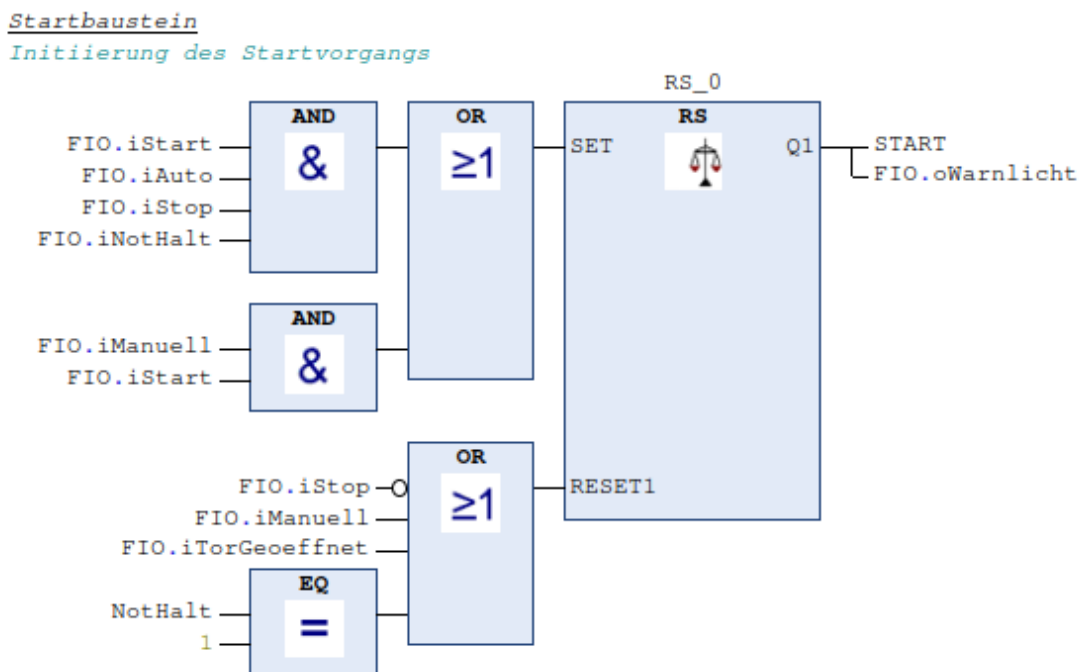 Startbaustein
Initiierung des Startvorgangs
RS_0
AND
OR
RS
FIO.iStart
&
≥1
SET
Q1
START
FIO.iAuto
FIO.oWarnlicht
FIO.iStop
FIO.iNotHalt
AND
FIO.iManuell
&
FIO.iStart
OR
FIO.iStop
≥1
RESET1
FIO.iManuell
FIO.iTorGeoeffnet
EQ
NotHalt
=
1